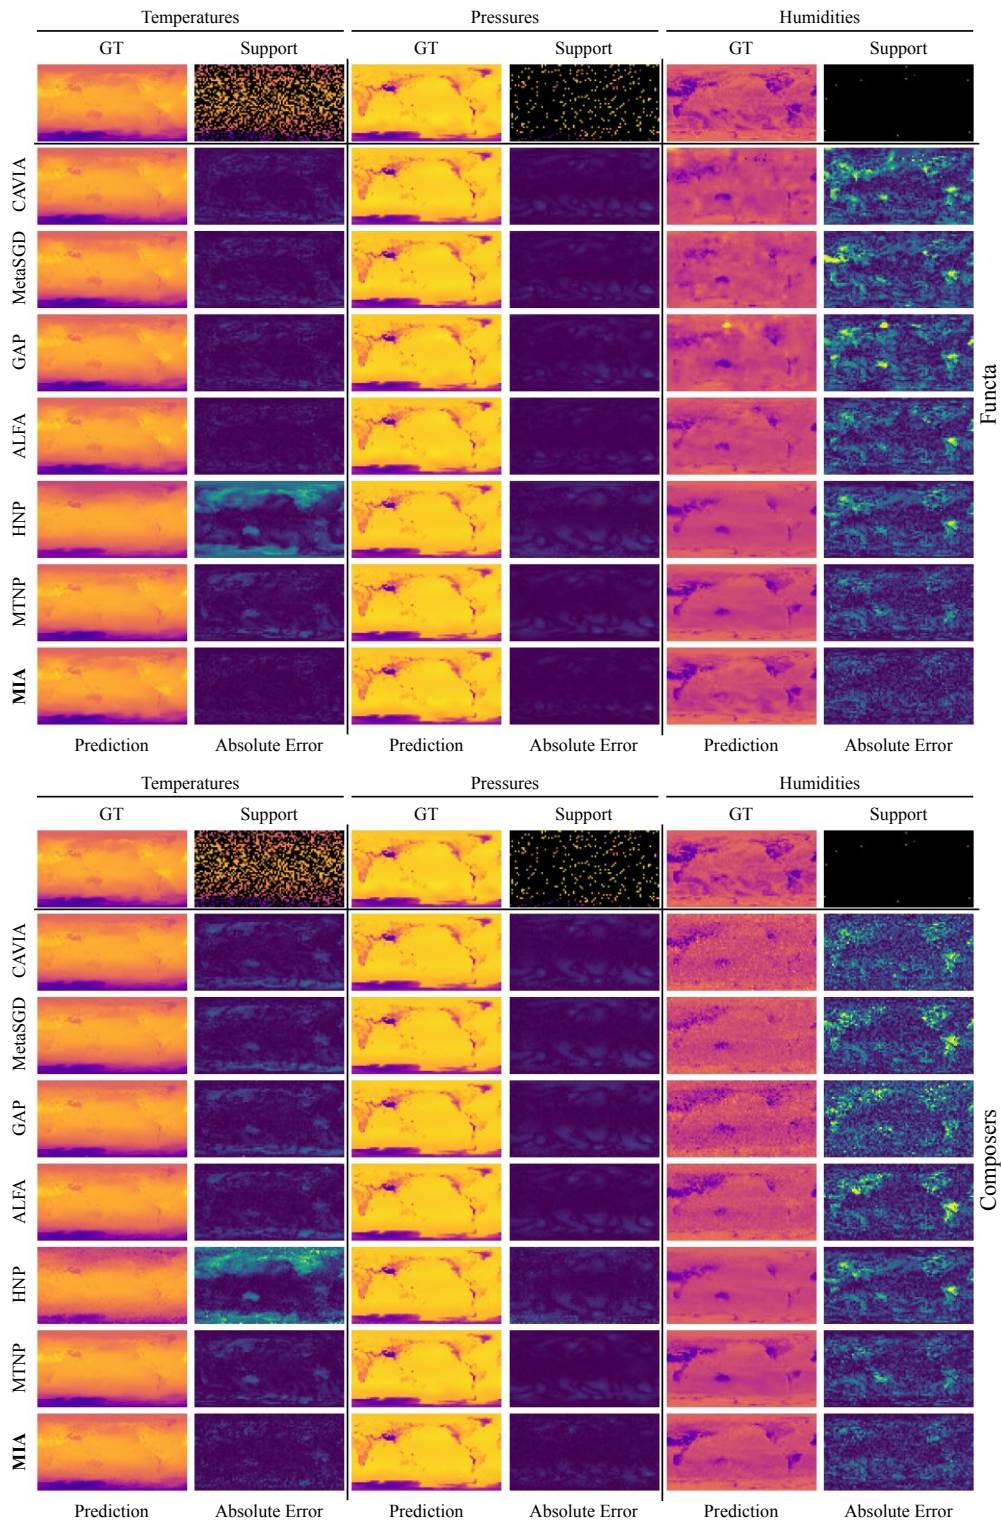 Temperatures Pressures Humidities
GT Support GT Support GT Support
CAVIA
MetaSGD
GAP
ALFA
HNP
MTNP
MIA
Functa
Prediction Absolute Error Prediction Absolute Error Prediction Absolute Error
Temperatures Pressures Humidities
GT Support GT Support GT Support
CAVIA
MetaSGD
GAP
ALFA
HNP
MTNP
MIA
Composers
Prediction Absolute Error Prediction Absolute Error Prediction Absolute Error